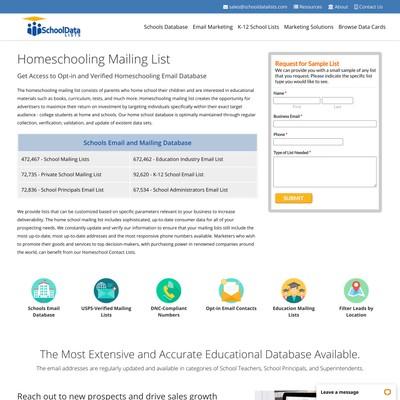 sales@schooldatalists.com Resources About Contact
SchoolData
LISTS
Schools Database Email Marketing K-12 School Lists Marketing Solutions Browse Data Cards
Homeschooling Mailing List
Get Access to Opt-in and Verified Homeschooling Email Database
The homeschooling mailing list consists of parents who home school their children and are interested in educational
materials such as books, curriculum, tests, and much more. Homeschooling mailing list creates the opportunity for
advertisers to maximize their return on investment by targeting individuals specifically within their exact target
audience - college students at home and schools. Our home school database is optimally maintained through regular
collection, verification, validation, and update of existent data sets.
Schools Email and Mailing Database
472,467 - School Mailing Lists 662,462 - Education Industry Email List
72,735 - Private School Mailing List 92,620 - K-12 School Email List
72,836 - School Principals Email List 67,534 - School Administrators Email List
We provide lists that can be customized based on specific parameters relevant to your business to increase
deliverability. The home school mailing list includes sophisticated, up-to-date consumer data for all of your
prospecting needs. We constantly update and verify our information to ensure that your mailing lists still include the
most up-to-date, most up-to-date addresses and the most responsive phone numbers available. Marketers who wish
to promote their goods and services to top decision-makers, with purchasing power in renowned companies around
the world, can benefit from our Homeschool Contact Lists.
Request for Sample List
We can provide you with a small sample of any list
that you request, Please indicate the specific list
type you would like to see.
Name *
First Last
Business Email *
Phone *
Type of List Needed *
SUBMIT
Schools Email
Database
USPS-Verified Mailing
Lists
DNC-Compliant
Numbers
Opt-in Email Contacts
Education Mailing
Lists
Filter Leads by
Location
The Most Extensive and Accurate Educational Database Available.
The email addresses are regularly updated and available in categories of School Teachers, School Principals, and Superintendents.
Reach out to new prospects and drive sales growth
Leave a message